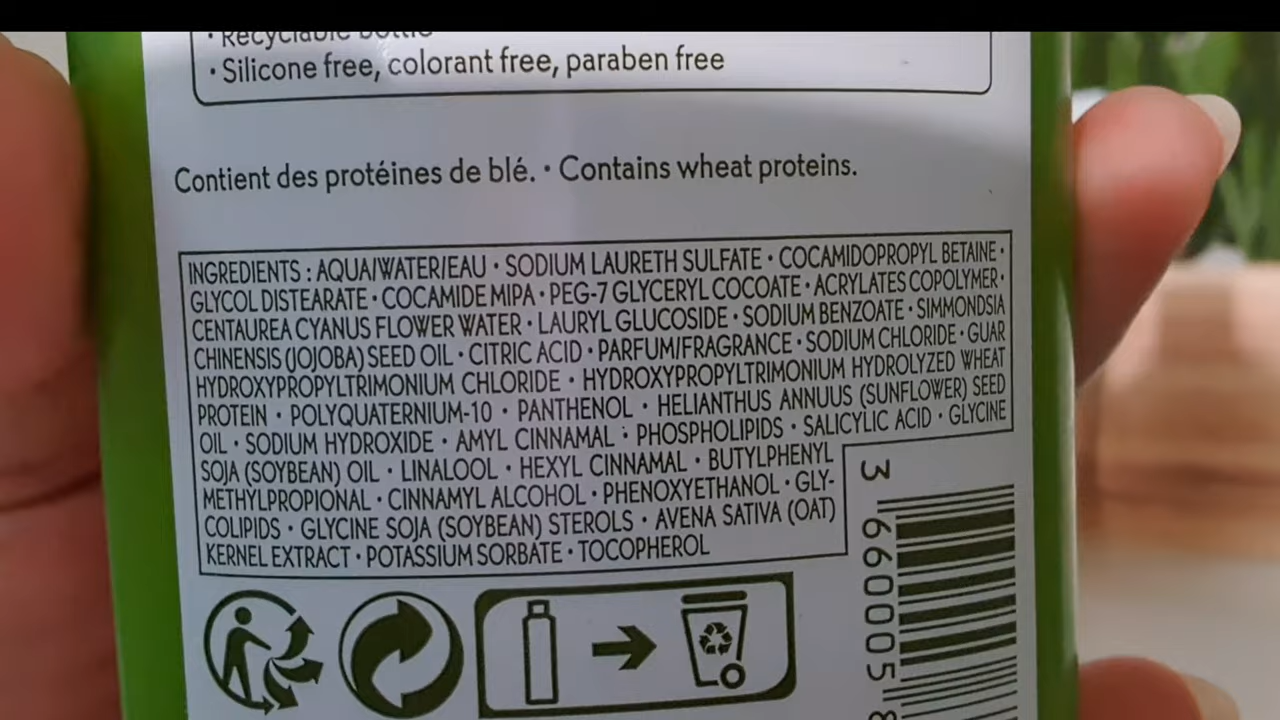 • Recyclable bottle
• Silicone free, colorant free, paraben free
Contient des protéines de blé. • Contains wheat proteins.
INGREDIENTS : AQUA/WATER/EAU • SODIUM LAURETH SULFATE • COCAMIDOPROPYL BETAINE •
GLYCOL DISTEARATE • COCAMIDE MIPA • PEG-7 GLYCERYL COCOATE • ACRYLATES COPOLYMER •
CENTAUREA CYANUS FLOWER WATER • LAURYL GLUCOSIDE • SODIUM BENZOATE • SIMMONDSIA
CHINENSIS (JOJOBA) SEED OIL • CITRIC ACID • PARFUM/FRAGRANCE • SODIUM CHLORIDE • GUAR
HYDROXYPROPYLTRIMONIUM CHLORIDE • HYDROXYPROPYLTRIMONIUM HYDROLYZED WHEAT
PROTEIN • POLYQUATERNIUM-10 • PANTHENOL • HELIANTHUS ANNUUS (SUNFLOWER) SEED
OIL • SODIUM HYDROXIDE • AMYL CINNAMAL • PHOSPHOLIPIDS • SALICYLIC ACID • GLYCINE
SOJA (SOYBEAN) OIL • LINALOOL • HEXYL CINNAMAL • BUTYLPHENYL
METHYLPROPIONAL • CINNAMYL ALCOHOL • PHENOXYETHANOL • GLY-
COLIPIDS • GLYCINE SOJA (SOYBEAN) STEROLS • AVENA SATIVA (OAT)
KERNEL EXTRACT • POTASSIUM SORBATE • TOCOPHEROL
3 660005 8